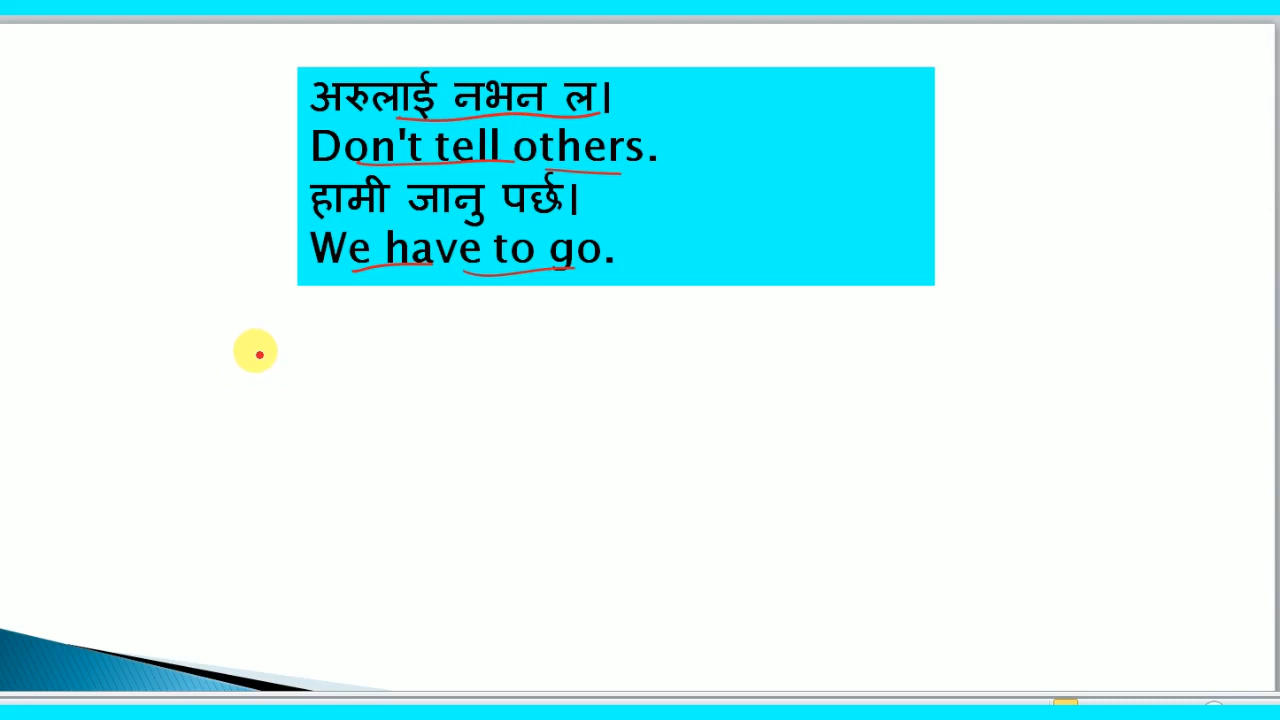 अरुलाई नभन ल।
Don't tell others.
हामी जानु पर्छ।
We have to go.